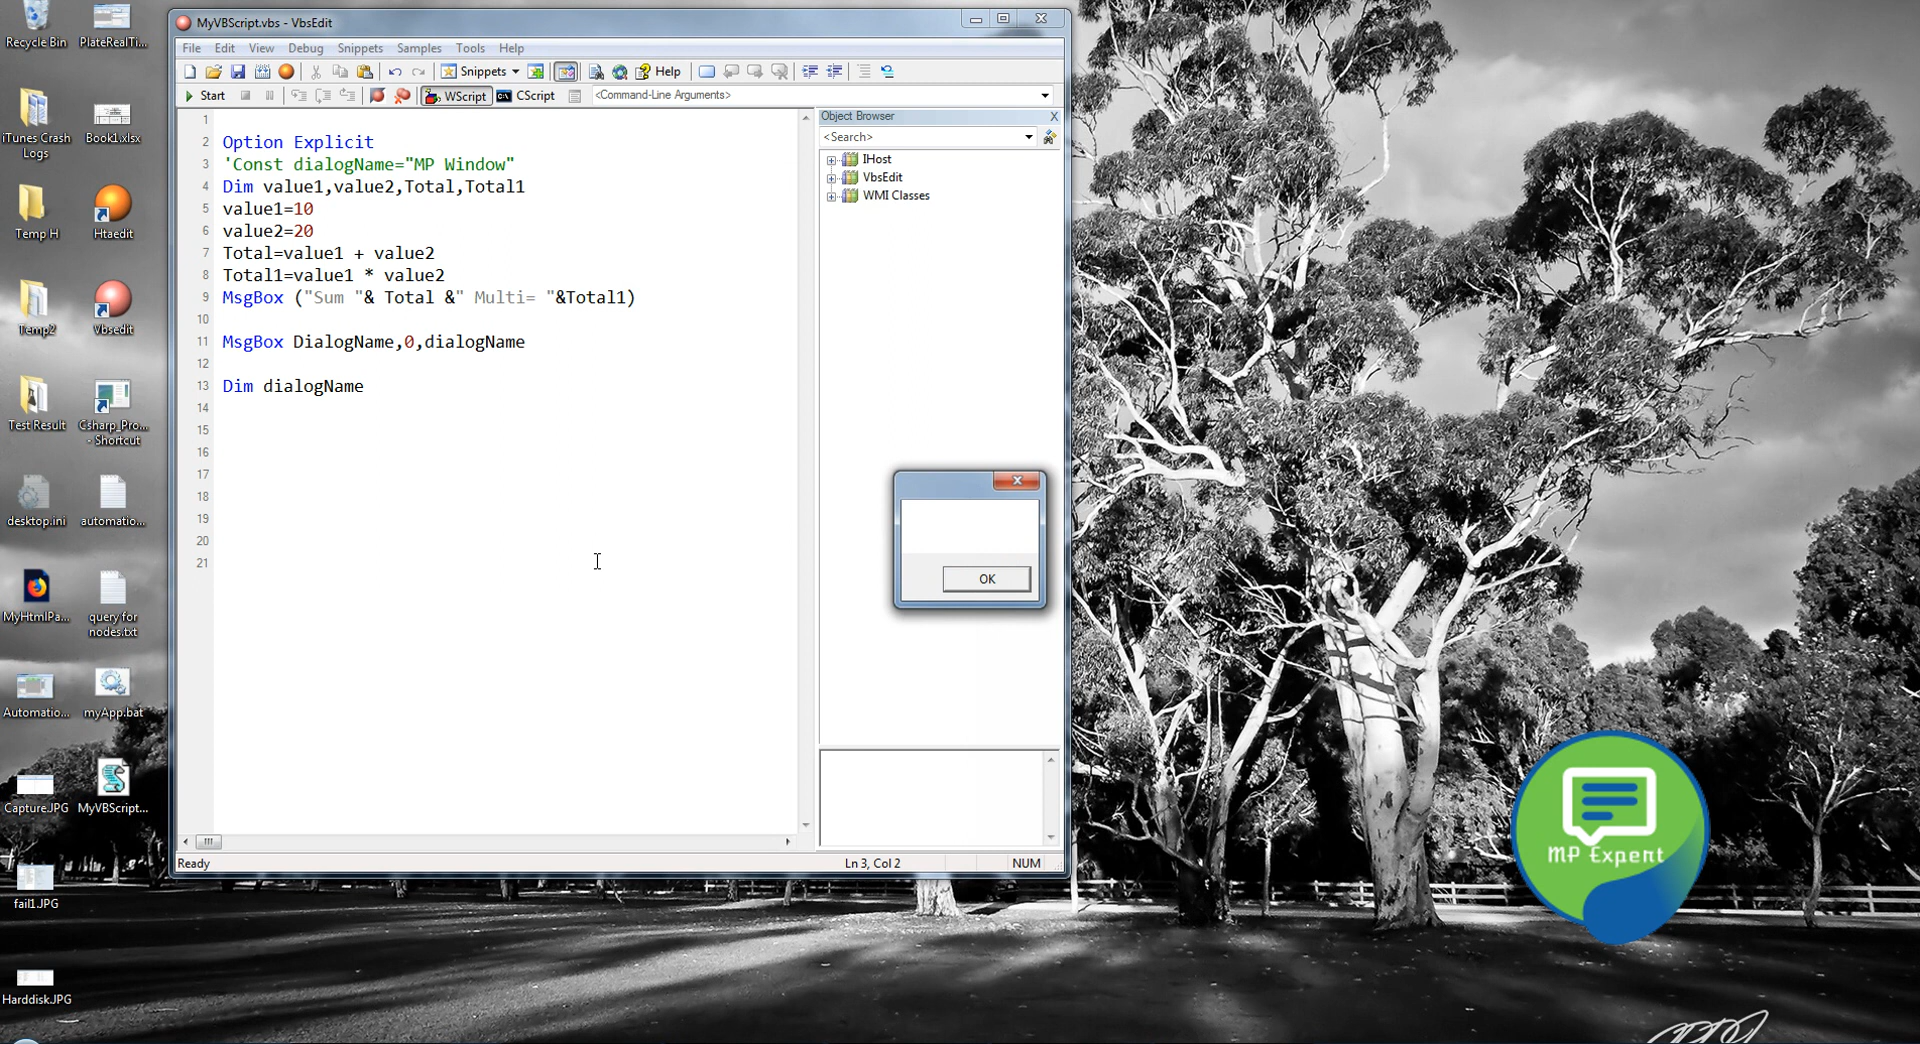 Recycle Bin
PlateRealTi...
iTunes Crash
Logs
Book1.xlsx
Temp H
Htaedit
Temp2
Vbsedit
Test Result
Csharp_Pro...
- Shortcut
desktop.ini
automatio...
MyHtmlPa...
query for
nodes.txt
Automatio...
myApp.bat
Capture.JPG
MyVBScript...
fail1.JPG
Harddisk.JPG
MyVBScript.vbs - VbsEdit
File Edit View Debug Snippets Samples Tools Help
Snippets Help
Start WScript CScript <Command-Line Arguments>
1
2 Option Explicit
3 'Const dialogName="MP Window"
4 Dim value1,value2,Total,Total1
5 value1=10
6 value2=20
7 Total=value1 + value2
8 Total1=value1 * value2
9 MsgBox ("Sum "& Total &" Multi= "&Total1)
10
11 MsgBox DialogName,0,dialogName
12
13 Dim dialogName
14
15
16
17
18
19
20
21
Object Browser
<Search>
IHost
VbsEdit
WMI Classes
OK
Ready Ln 3, Col 2 NUM
MP Expert